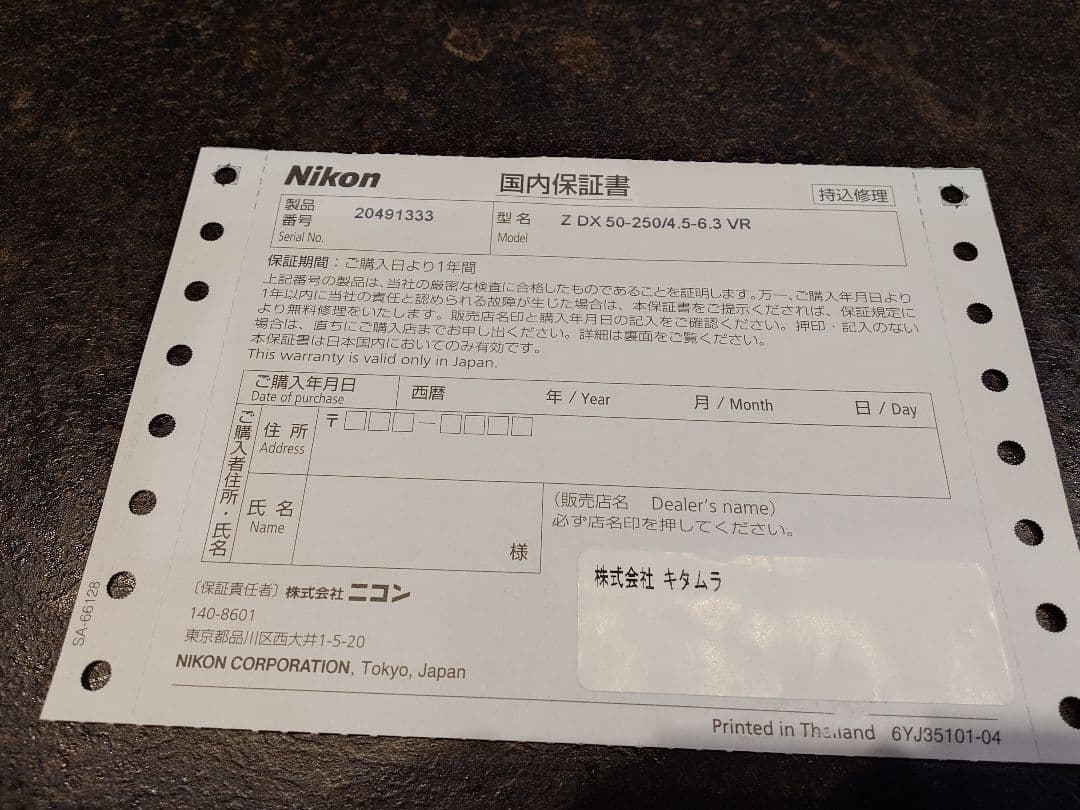 Nikon
国内保証書
持込修理
製品
番号
Serial No.
20491333
型名
Model
Z DX 50-250/4.5-6.3 VR
保証期間：ご購入日より1年間
上記番号の製品は、当社の厳密な検査に合格したものであることを証明します。万一、ご購入年月日より
1年以内に当社の責任と認められる故障が生じた場合は、本保証書をご提示くだされば、保証規定に
より無料修理をいたします。販売店名印と購入年月日の記入をご確認ください。押印・記入のない
場合は、直ちにご購入店までお申し出ください。詳細は裏面をご覧ください。
本保証書は日本国内においてのみ有効です。
This warranty is valid only in Japan.
ご購入年月日
Date of purchase
西暦
年 / Year
月 / Month
日 / Day
ご購入者住所・氏名
住所
Address
〒
氏名
Name
様
(販売店名 Dealer's name)
必ず店名印を押してください。
株式会社 キタムラ
〔保証責任者〕株式会社 ニコン
140-8601
東京都品川区西大井1-5-20
NIKON CORPORATION, Tokyo, Japan
SA-66128
Printed in Thailand 6YJ35101-04